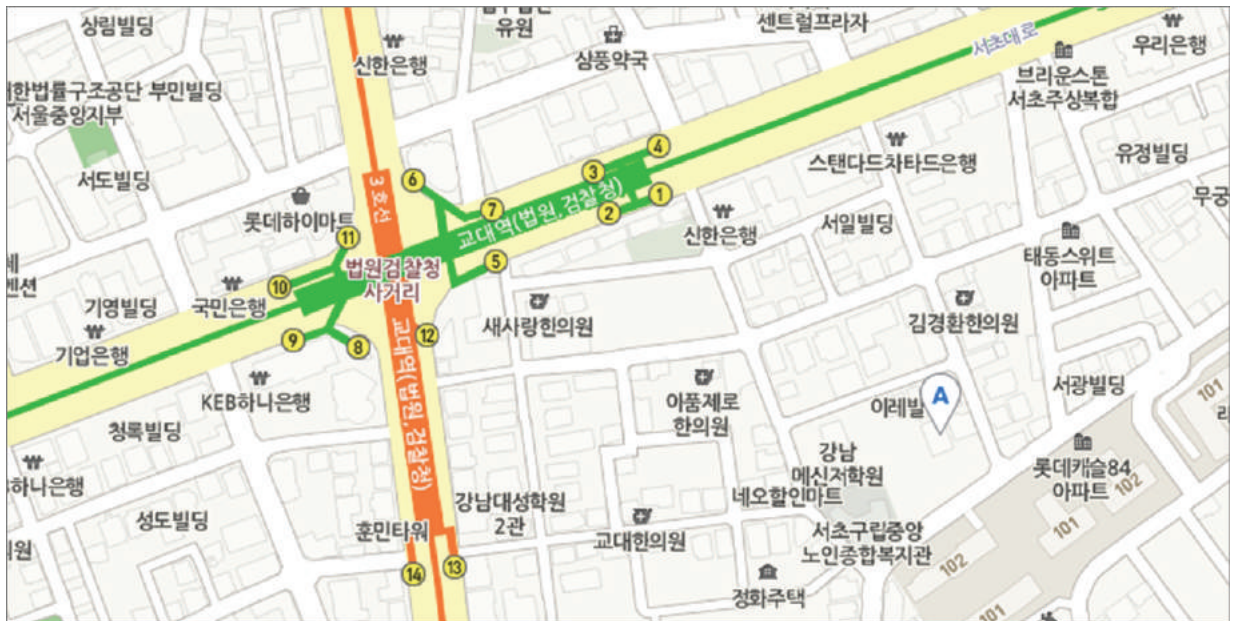 상림빌딩
유원
센트럴프라자
서초대로
우리은행
신한은행
삼풍약국
브라운스톤
서초주상복합
부민빌딩
서울중앙지부
서도빌딩
6
3호선
3
4
7
1
2
스탠다드차타드은행
유정빌딩
무궁
롯데하이마트
11
교대역(법원,검찰청)
신한은행
서일빌딩
태동스위트
아파트
10
법원검찰청
사거리
5
기영빌딩
국민은행
기업은행
9
8
12
새사랑한의원
김경환한의원
KEB하나은행
교대역(법원,검찰청)
아품제로
한의원
이레빌
A
서광빌딩
101
청록빌딩
하나은행
강남
메신저학원
롯데캐슬84
아파트
102
성도빌딩
훈민타워
강남대성학원
2관
네오할인마트
101
의원
교대한의원
서초구립중앙
노인종합복지관
102
14
13
정화주택
101